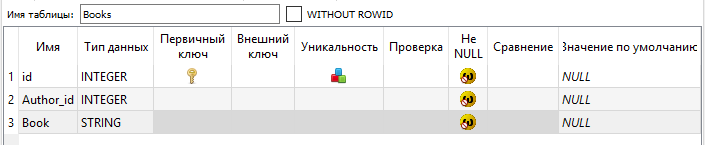 Имя таблицы: Books WITHOUT ROWID
Имя Тип данных Первичный ключ Внешний ключ Уникальность Проверка Не NULL Сравнение Значение по умолчанию
1 id INTEGER NULL
2 Author_id INTEGER NULL
3 Book STRING NULL